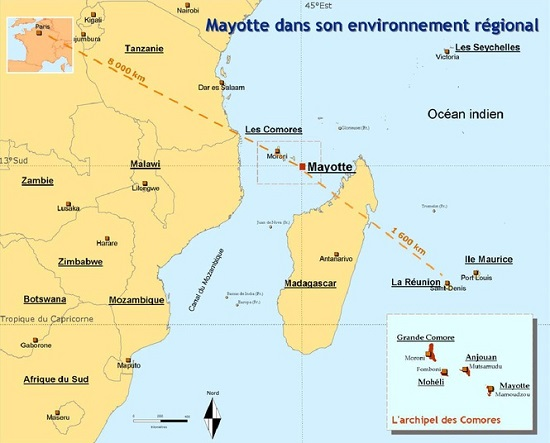 45°Est
Mayotte dans son environnement régional
Nairobi
Kigali
Paris
Bujumbura
Tanzanie
Les Seychelles
Victoria
8 000 km
Dar es Salaam
Océan indien
Les Comores
Moroni
Mayotte
13°Sud
Malawi
Zambie
Lilongwe
Lusaka
Harare
1 600 km
Zimbabwe
Antanarivo
Ile Maurice
Port Louis
La Réunion
Saint-Denis
Madagascar
Canal du Mozambique
Botswana
Mozambique
Tropique du Capricorne
Gaborone
Grande Comore
Moroni
Anjouan
Mutsamudu
Fomboni
Mohéli
Mayotte
Mamoudzou
Maputo
Afrique du Sud
Nord
Maseru
L'archipel des Comores